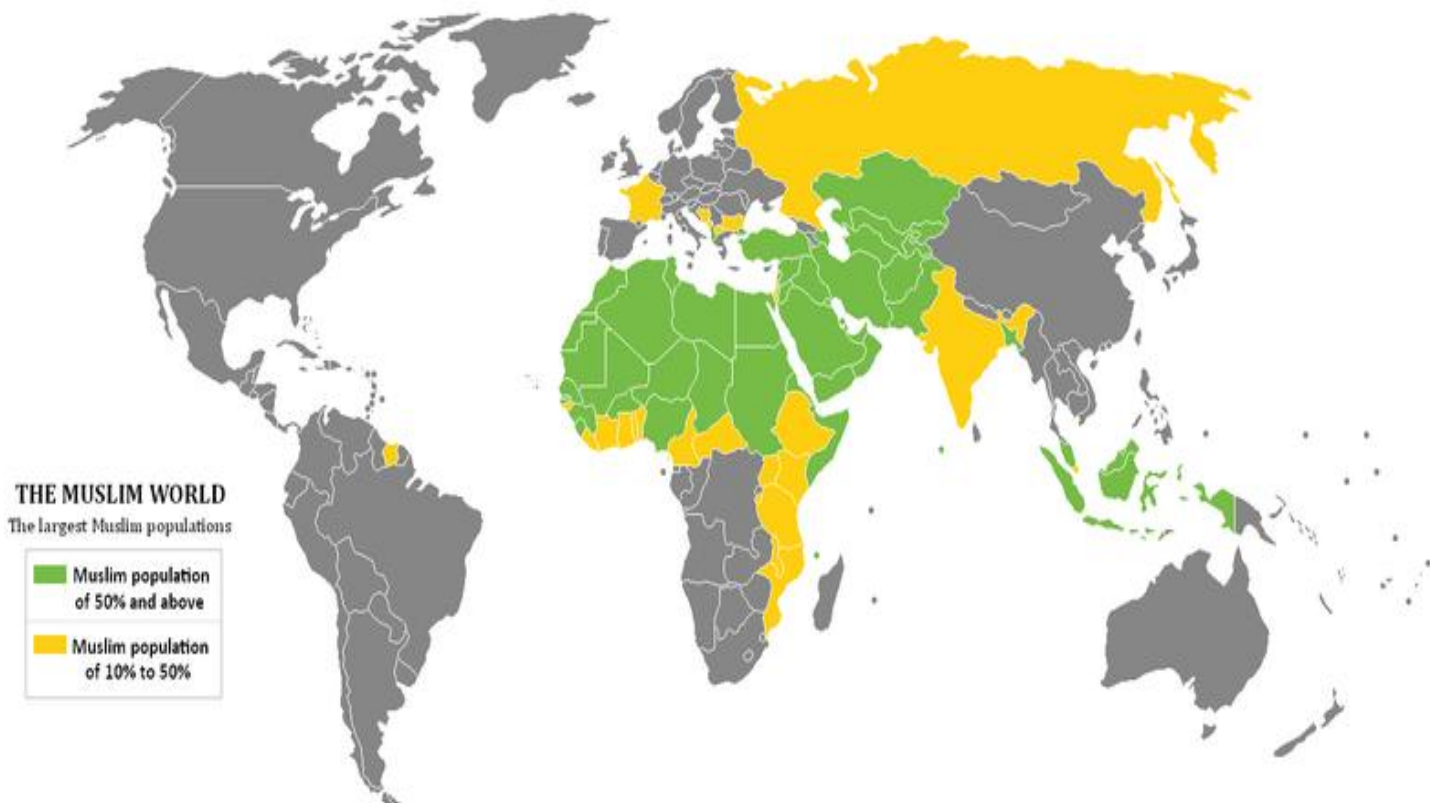 THE MUSLIM WORLD
The largest Muslim populations
Muslim population
of 50% and above
Muslim population
of 10% to 50%